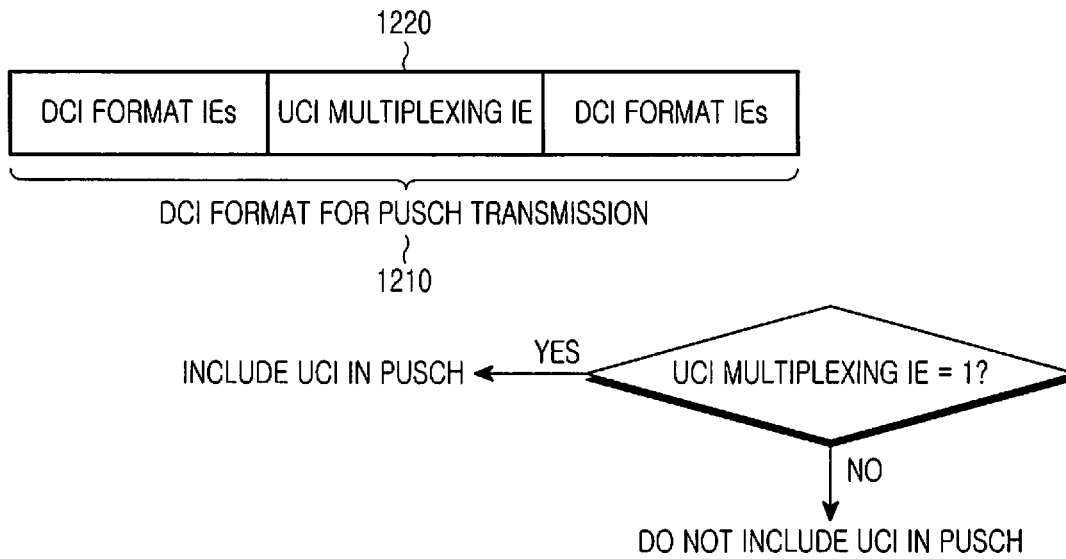 1220
DCI FORMAT IEs
UCI MULTIPLEXING IE
DCI FORMAT IEs
DCI FORMAT FOR PUSCH TRANSMISSION
1210
INCLUDE UCI IN PUSCH
YES
UCI MULTIPLEXING IE = 1?
NO
DO NOT INCLUDE UCI IN PUSCH